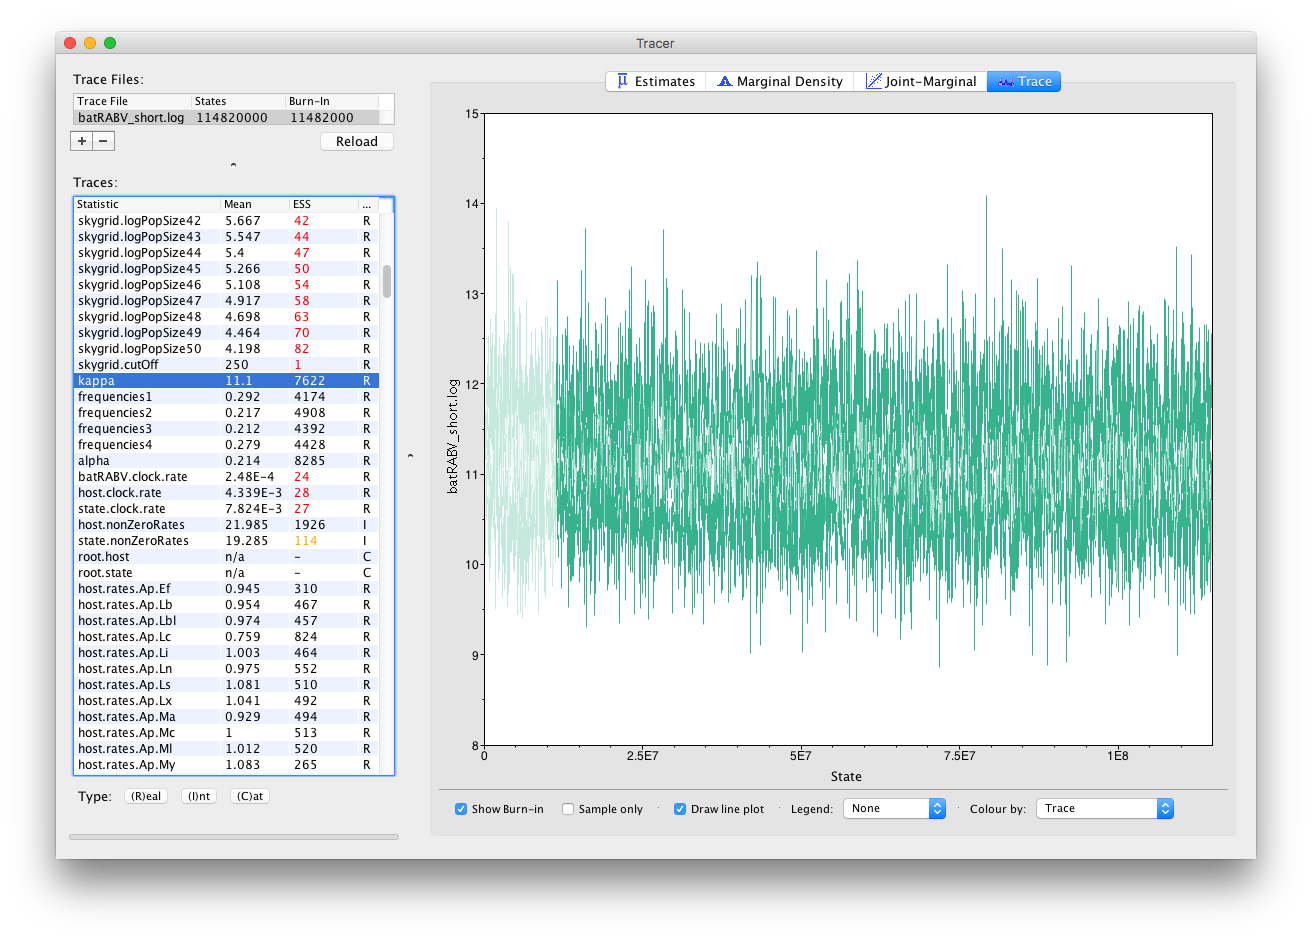 Tracer
Trace Files:
Trace File States Burn-In
batRABV_short.log 114820000 11482000
+ − Reload
Traces:
Statistic Mean ESS ...
skygrid.logPopSize42 5.667 42 R
skygrid.logPopSize43 5.547 44 R
skygrid.logPopSize44 5.4 47 R
skygrid.logPopSize45 5.266 50 R
skygrid.logPopSize46 5.108 54 R
skygrid.logPopSize47 4.917 58 R
skygrid.logPopSize48 4.698 63 R
skygrid.logPopSize49 4.464 70 R
skygrid.logPopSize50 4.198 82 R
skygrid.cutOff 250 1 R
kappa 11.1 7622 R
frequencies1 0.292 4174 R
frequencies2 0.217 4908 R
frequencies3 0.212 4392 R
frequencies4 0.279 4428 R
alpha 0.214 8285 R
batRABV.clock.rate 2.48E-4 24 R
host.clock.rate 4.339E-3 28 R
state.clock.rate 7.824E-3 27 R
host.nonZeroRates 21.985 1926 I
state.nonZeroRates 19.285 114 I
root.host n/a - C
root.state n/a - C
host.rates.Ap.Ef 0.945 310 R
host.rates.Ap.Lb 0.954 467 R
host.rates.Ap.Lbl 0.974 457 R
host.rates.Ap.Lc 0.759 824 R
host.rates.Ap.Li 1.003 464 R
host.rates.Ap.Ln 0.975 552 R
host.rates.Ap.Ls 1.081 510 R
host.rates.Ap.Lx 1.041 492 R
host.rates.Ap.Ma 0.929 494 R
host.rates.Ap.Mc 1 513 R
host.rates.Ap.Ml 1.012 520 R
host.rates.Ap.My 1.083 265 R
Type: (R)eal (I)nt (C)at
μ Estimates Marginal Density Joint-Marginal Trace
15
14
13
12
11
10
9
8
batRABV_short.log
0 2.5E7 5E7 7.5E7 1E8
State
Show Burn-in Sample only Draw line plot Legend: None Colour by: Trace